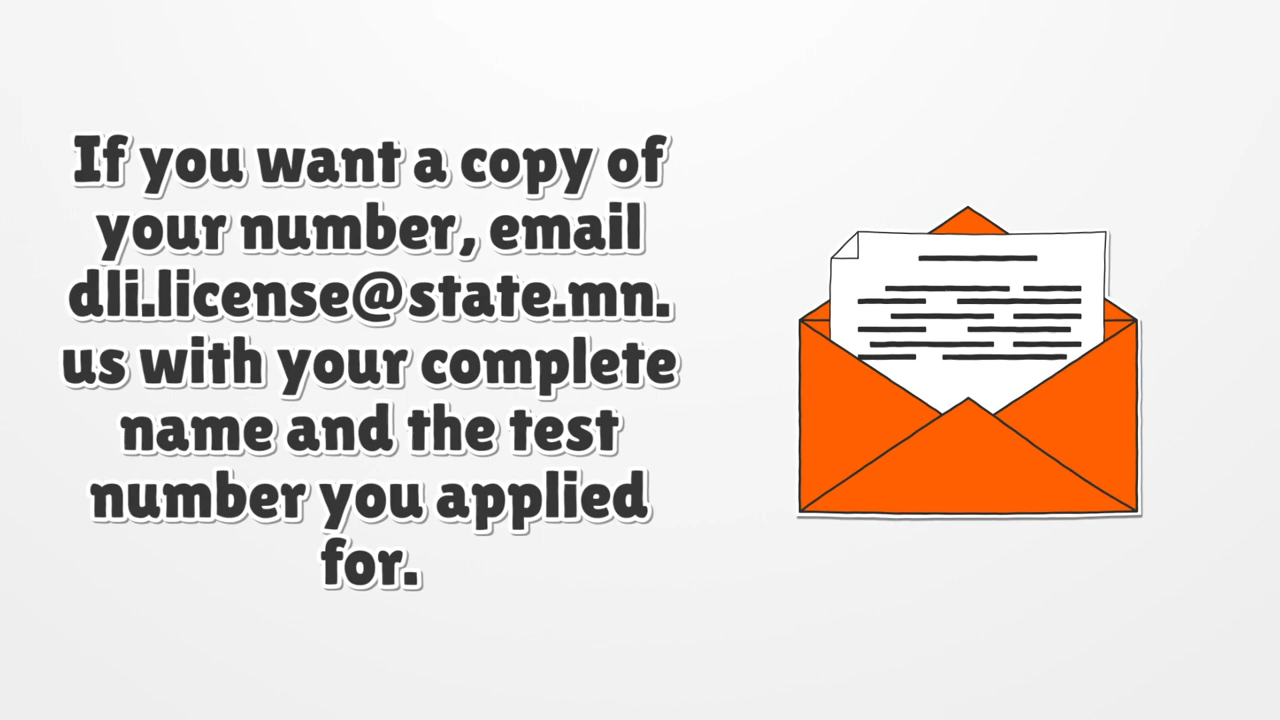 If you want a copy of
your number, email
dli.license@state.mn.
us with your complete
name and the test
number you applied
for.